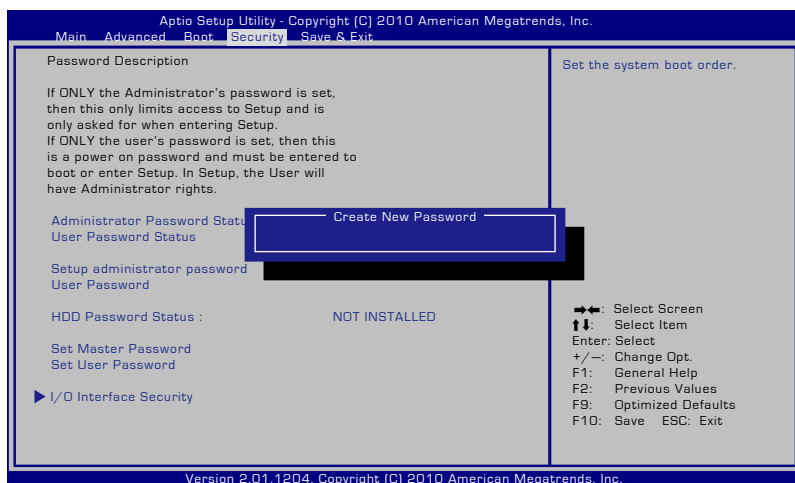 Aptio Setup Utility - Copyright (C) 2010 American Megatrends, Inc.
Main Advanced Boot Security Save & Exit
Password Description
If ONLY the Administrator's password is set,
then this only limits access to Setup and is
only asked for when entering Setup.
If ONLY the user's password is set, then this
is a power on password and must be entered to
boot or enter Setup. In Setup, the User will
have Administrator rights.
Administrator Password Statu
User Password Status
Create New Password
Setup administrator password
User Password
HDD Password Status : NOT INSTALLED
Set Master Password
Set User Password
I/O Interface Security
Set the system boot order.
→←: Select Screen
↑↓: Select Item
Enter: Select
+/—: Change Opt.
F1: General Help
F2: Previous Values
F9: Optimized Defaults
F10: Save ESC: Exit
Version 2.01.1204. Copyright (C) 2010 American Megatrends, Inc.